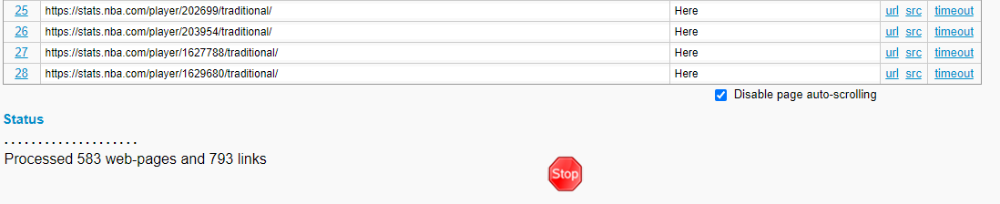 25 https://stats.nba.com/player/202699/traditional/ Here url src timeout
26 https://stats.nba.com/player/203954/traditional/ Here url src timeout
27 https://stats.nba.com/player/1627788/traditional/ Here url src timeout
28 https://stats.nba.com/player/1629680/traditional/ Here url src timeout
Disable page auto-scrolling
Status
....................
Processed 583 web-pages and 793 links
Stop